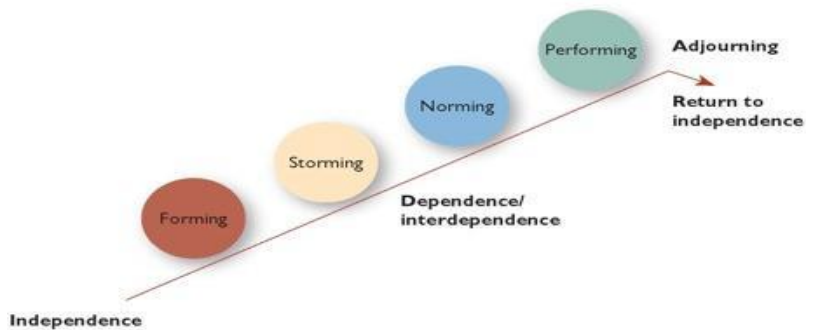 Performing
Adjourning
Norming
Return to
independence
Storming
Dependence/
interdependence
Forming
Independence